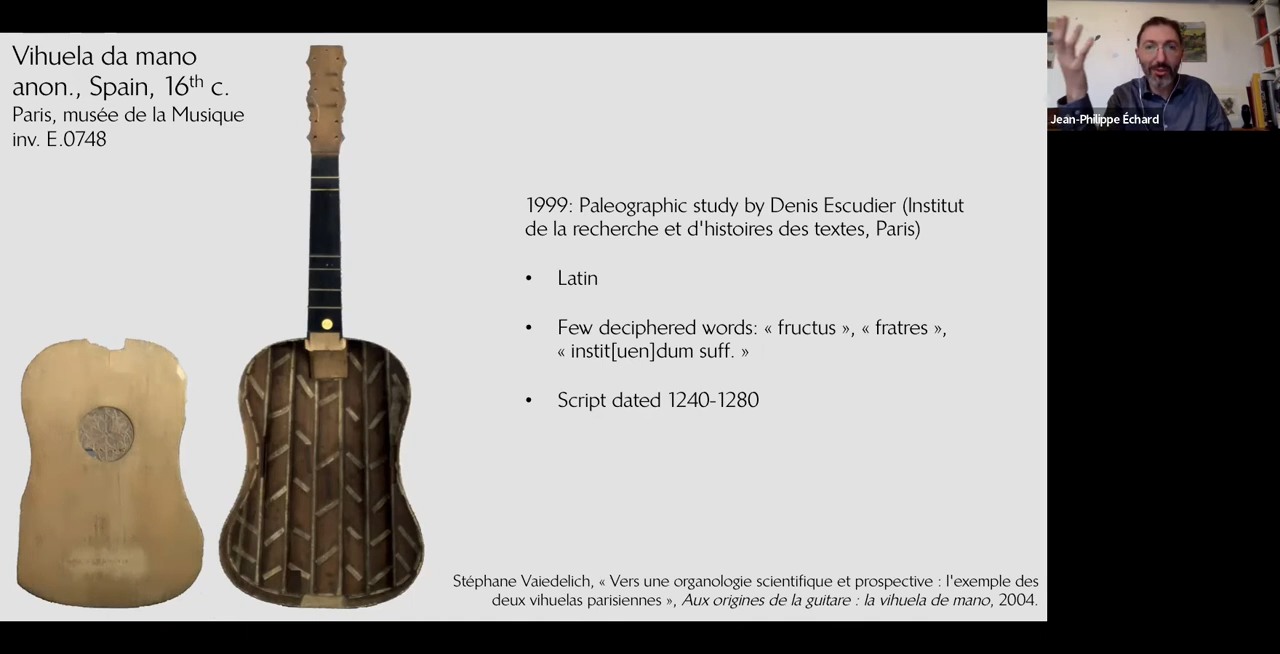 Vihuela da mano
anon., Spain, 16th c.
Paris, musée de la Musique
inv. E.0748
1999: Paleographic study by Denis Escudier (Institut
de la recherche et d'histoires des textes, Paris)
• Latin
• Few deciphered words: « fructus », « fratres »,
« instit[uen]dum suff. »
• Script dated 1240-1280
Stéphane Vaiedelich, « Vers une organologie scientifique et prospective : l'exemple des
deux vihuelas parisiennes », Aux origines de la guitare : la vihuela de mano, 2004.
Jean-Philippe Échard